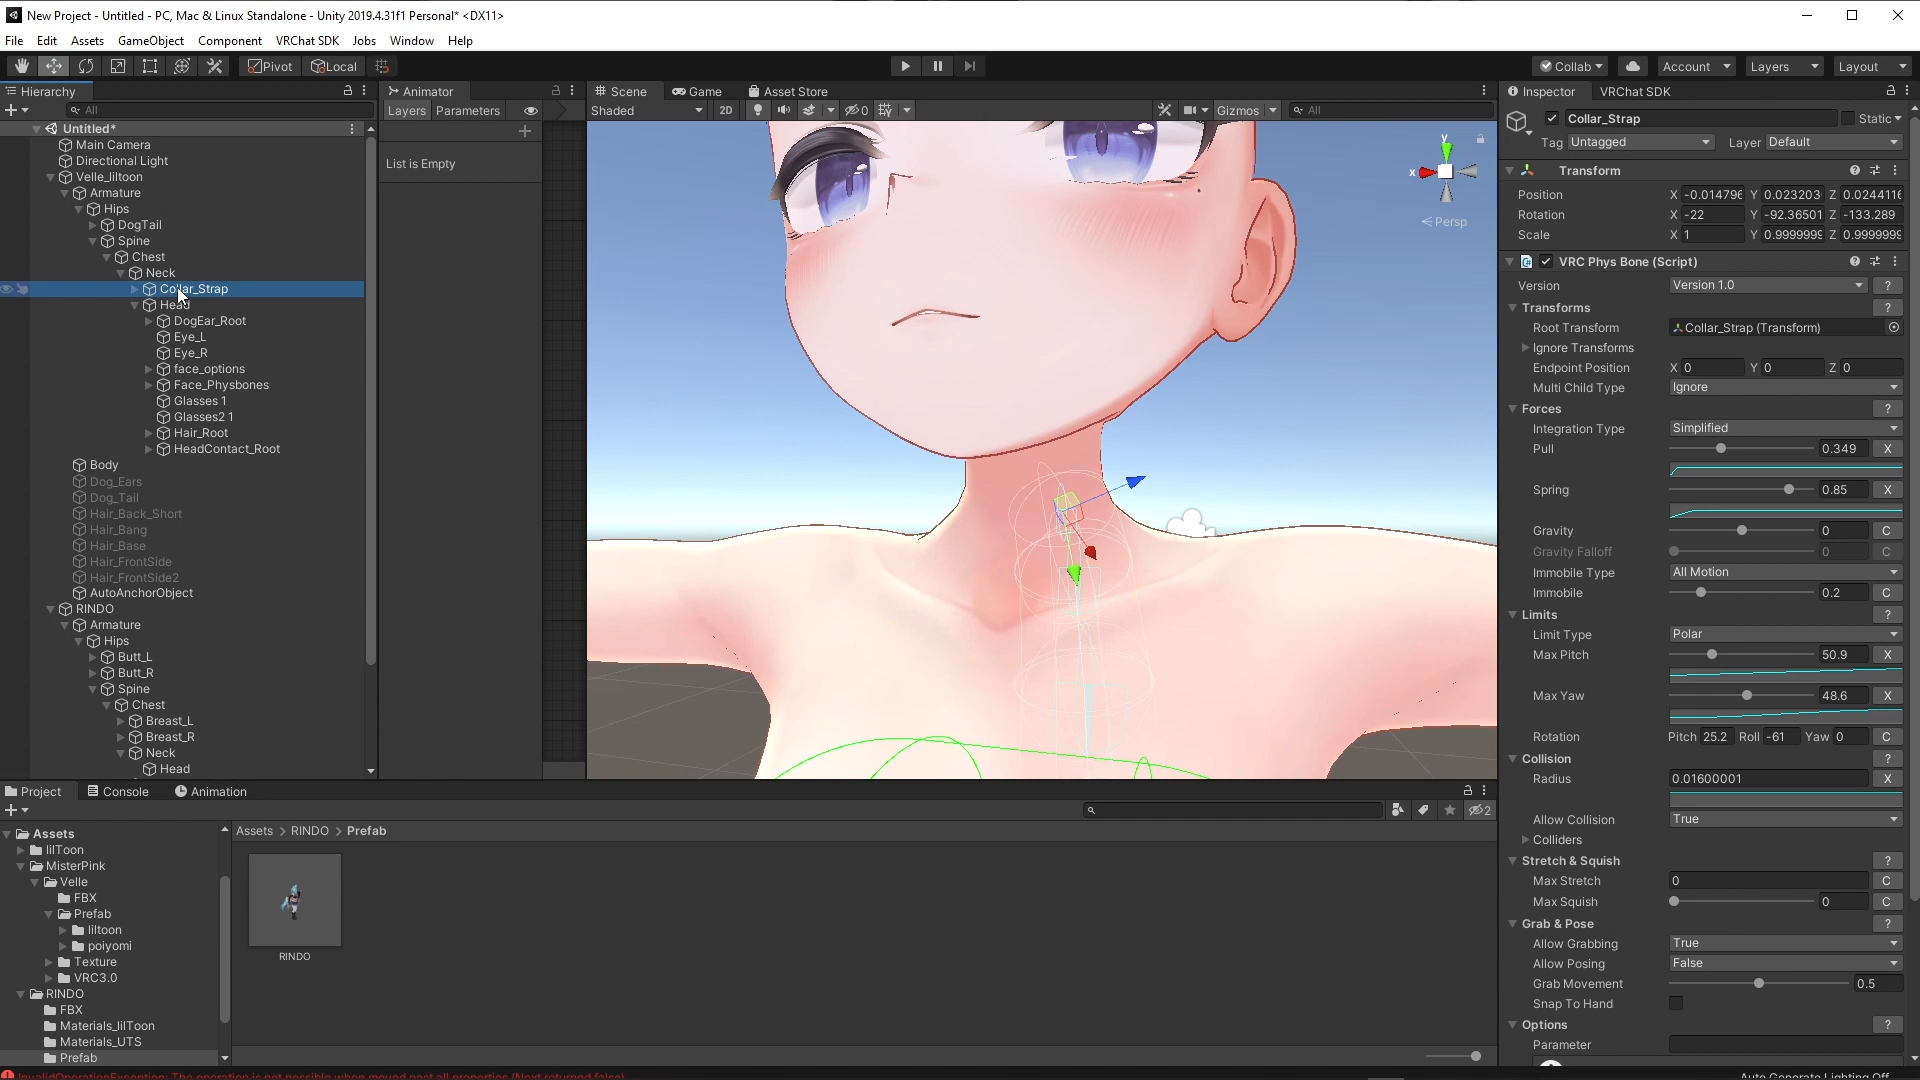 New Project - Untitled - PC, Mac & Linux Standalone - Unity 2019.4.31f1 Personal* <DX11>
File Edit Assets GameObject Component VRChat SDK Jobs Window Help
Pivot Local Collab Account Layers Layout
Hierarchy
All
Untitled*
Main Camera
Directional Light
Velle_liltoon
Armature
Hips
DogTail
Spine
Chest
Neck
Collar_Strap
Head
DogEar_Root
Eye_L
Eye_R
face_options
Face_Physbones
Glasses 1
Glasses2 1
Hair_Root
HeadContact_Root
Body
Dog_Ears
Dog_Tail
Hair_Back_Short
Hair_Bang
Hair_Base
Hair_FrontSide
Hair_FrontSide2
AutoAnchorObject
RINDO
Armature
Hips
Butt_L
Butt_R
Spine
Chest
Breast_L
Breast_R
Neck
Head
Animator
Layers Parameters
List is Empty
Scene Game Asset Store
Shaded 2D 0 Gizmos All
y
x
Persp
Inspector VRChat SDK
Collar_Strap Static
Tag Untagged Layer Default
Transform
Position X -0.014796 Y 0.023203 Z 0.0244116
Rotation X -22 Y -92.36501 Z -133.289
Scale X 1 Y 0.9999999 Z 0.9999999
VRC Phys Bone (Script)
Version Version 1.0 ?
Transforms ?
Root Transform Collar_Strap (Transform)
Ignore Transforms
Endpoint Position X 0 Y 0 Z 0
Multi Child Type Ignore
Forces ?
Integration Type Simplified
Pull 0.349 X
Spring 0.85 X
Gravity 0 C
Gravity Falloff 0 C
Immobile Type All Motion
Immobile 0.2 C
Limits ?
Limit Type Polar
Max Pitch 50.9 X
Max Yaw 48.6 X
Rotation Pitch 25.2 Roll -61 Yaw 0 C
Collision ?
Radius 0.01600001 X
Allow Collision True
Colliders
Stretch & Squish ?
Max Stretch 0 C
Max Squish 0 C
Grab & Pose ?
Allow Grabbing True
Allow Posing False
Grab Movement 0.5
Snap To Hand
Options ?
Parameter
Project Console Animation
2
Assets
lilToon
MisterPink
Velle
FBX
Prefab
liltoon
poiyomi
Texture
VRC3.0
RINDO
FBX
Materials_lilToon
Materials_UTS
Prefab
Assets > RINDO > Prefab
RINDO
InvalidOperationException: The operation is not possible when moved past all properties (Next returned false)
Auto Generate Lighting Off